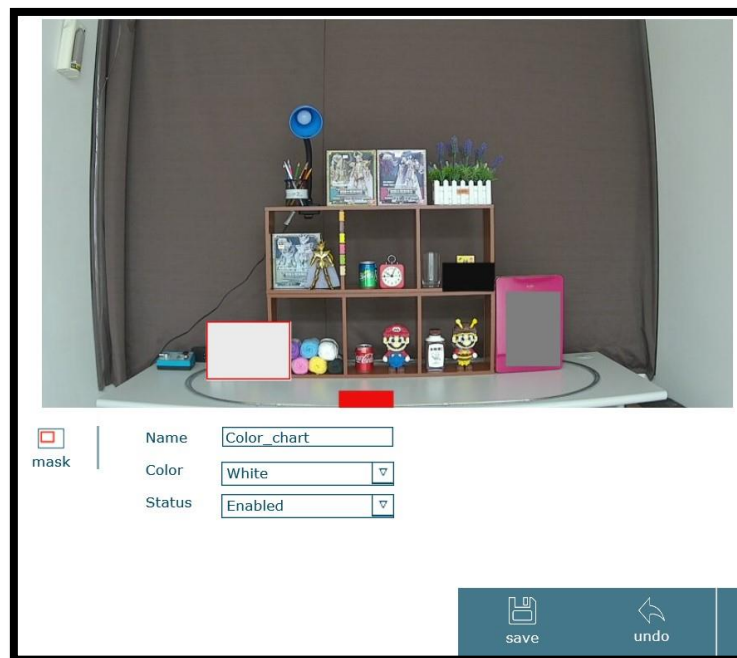 mask
Name
Color_chart
Color
White
Status
Enabled
save
undo